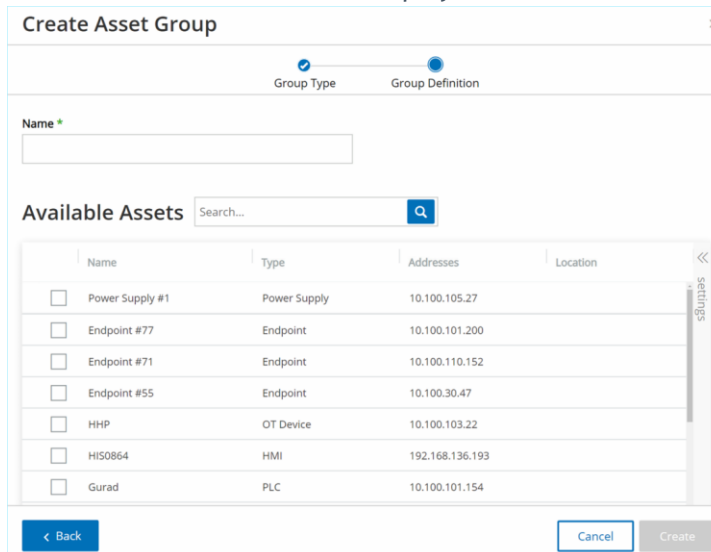 Create Asset Group
Group Type Group Definition
Name *
Available Assets Search...
Name Type Addresses Location
settings
Power Supply #1 Power Supply 10.100.105.27
Endpoint #77 Endpoint 10.100.101.200
Endpoint #71 Endpoint 10.100.110.152
Endpoint #55 Endpoint 10.100.30.47
HHP OT Device 10.100.103.22
HIS0864 HMI 192.168.136.193
Gurad PLC 10.100.101.154
Back Cancel Create